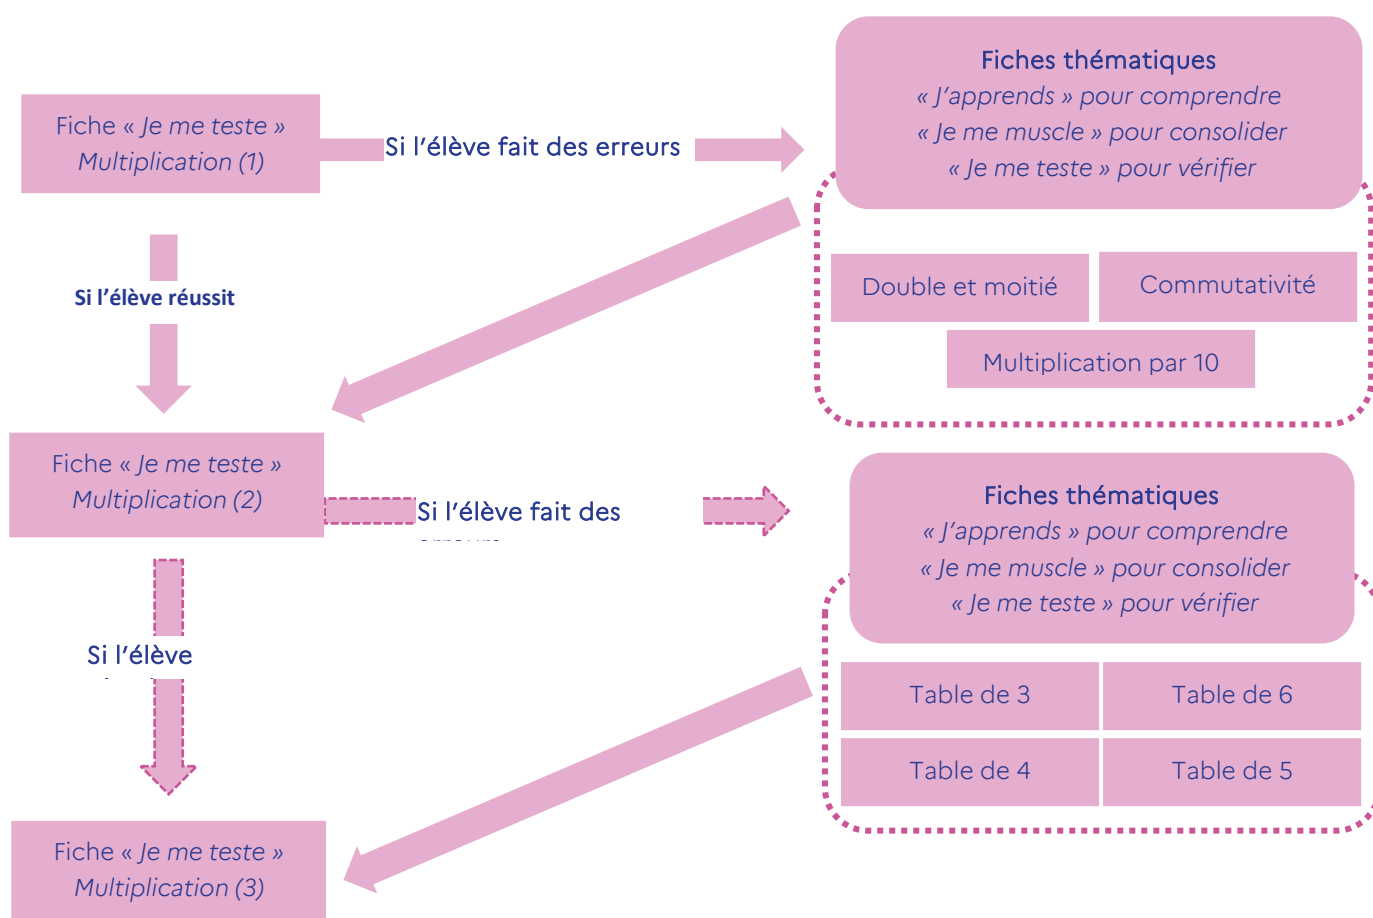 Fiche « Je me teste »
Multiplication (1)
Si l'élève fait des erreurs
Fiches thématiques
« J'apprends » pour comprendre
« Je me muscle » pour consolider
« Je me teste » pour vérifier
Double et moitié
Commutativité
Multiplication par 10
Si l'élève réussit
Fiche « Je me teste »
Multiplication (2)
Si l'élève fait des
Fiches thématiques
« J'apprends » pour comprendre
« Je me muscle » pour consolider
« Je me teste » pour vérifier
Table de 3
Table de 6
Table de 4
Table de 5
Si l'élève
Fiche « Je me teste »
Multiplication (3)